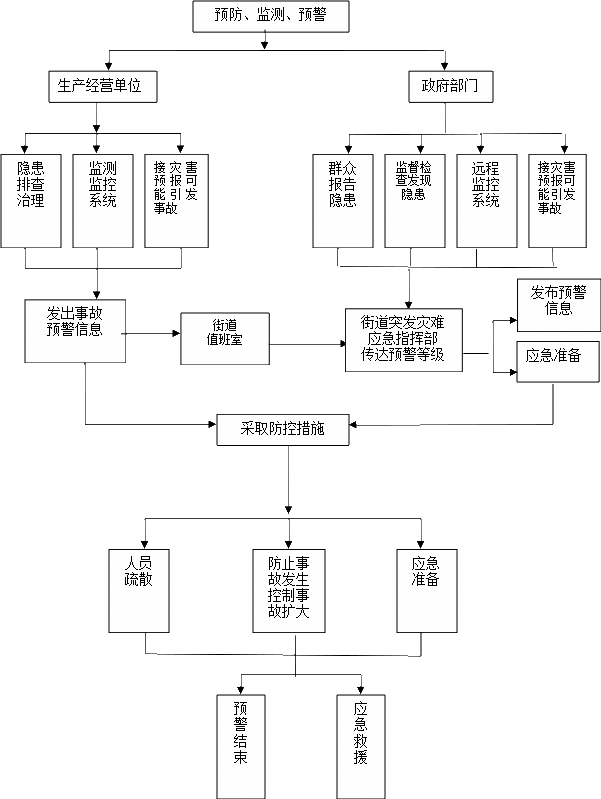 预防、监测、预警
生产经营单位
政府部门
隐患
排查
治理
监测
监控
系统
接灾害
预报可
能引发
事故
群众
报告
隐患
监督检
查发现
隐患
远程
监控
系统
接灾害
预报可
能引发
事故
发出事故
预警信息
街道
值班室
街道突发灾难
应急指挥部
传达预警等级
发布预警
信息
应急准备
采取防控措施
人员
疏散
防止事
故发生
控制事
故扩大
应急
准备
预
警
结
束
应
急
救
援